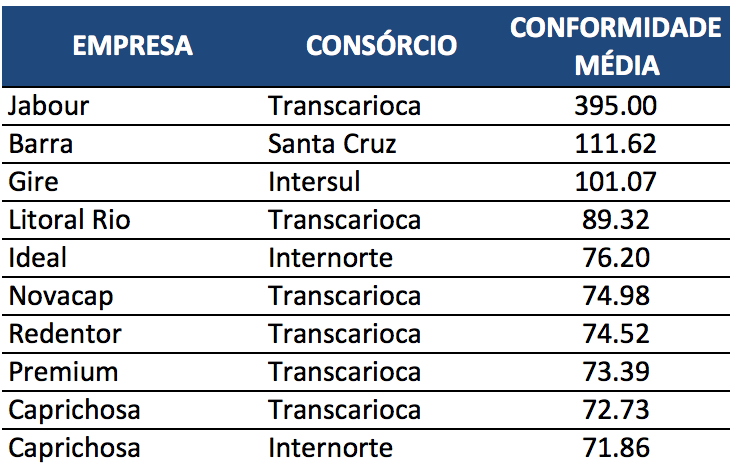 EMPRESA CONSÓRCIO CONFORMIDADE MÉDIA
Jabour Transcarioca 395.00
Barra Santa Cruz 111.62
Gire Intersul 101.07
Litoral Rio Transcarioca 89.32
Ideal Internorte 76.20
Novacap Transcarioca 74.98
Redentor Transcarioca 74.52
Premium Transcarioca 73.39
Caprichosa Transcarioca 72.73
Caprichosa Internorte 71.86